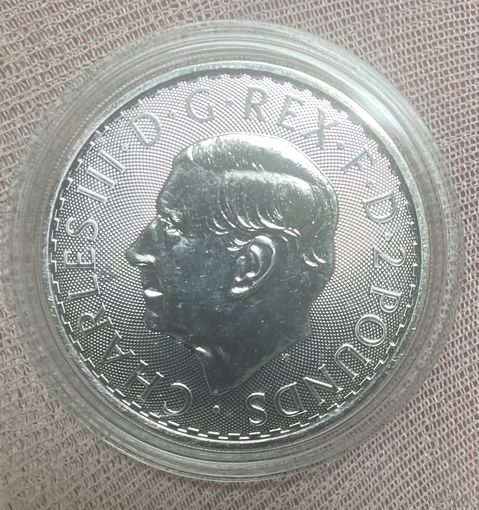 · CHARLES III · D · G · REX · F · D · 2 POUNDS